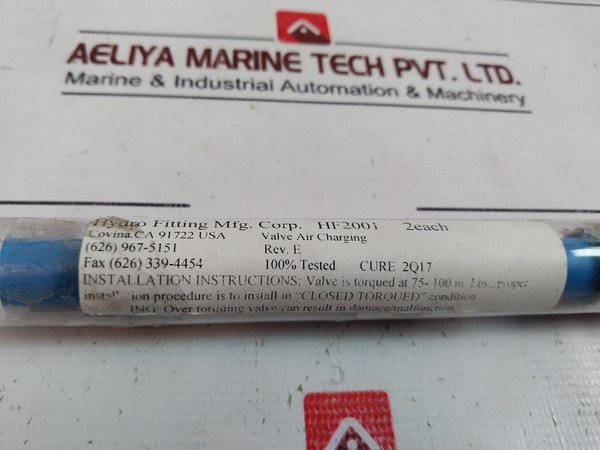 AELIYA MARINE TECH PVT. LTD.
Marine & Industrial Automation & Machinery
Hydro Fitting Mfg. Corp. HF2001 2each
Covina, CA 91722 USA Valve Air Charging
(626) 967-5151 Rev. E
Fax (626) 339-4454 100% Tested CURE 2Q17
INSTALLATION INSTRUCTIONS: Valve is torqued at 75- 100 in. Lbs., proper
installation procedure is to install in "CLOSED TORQUED" condition
ING: Over torquing valve can result in damage/malfunction.